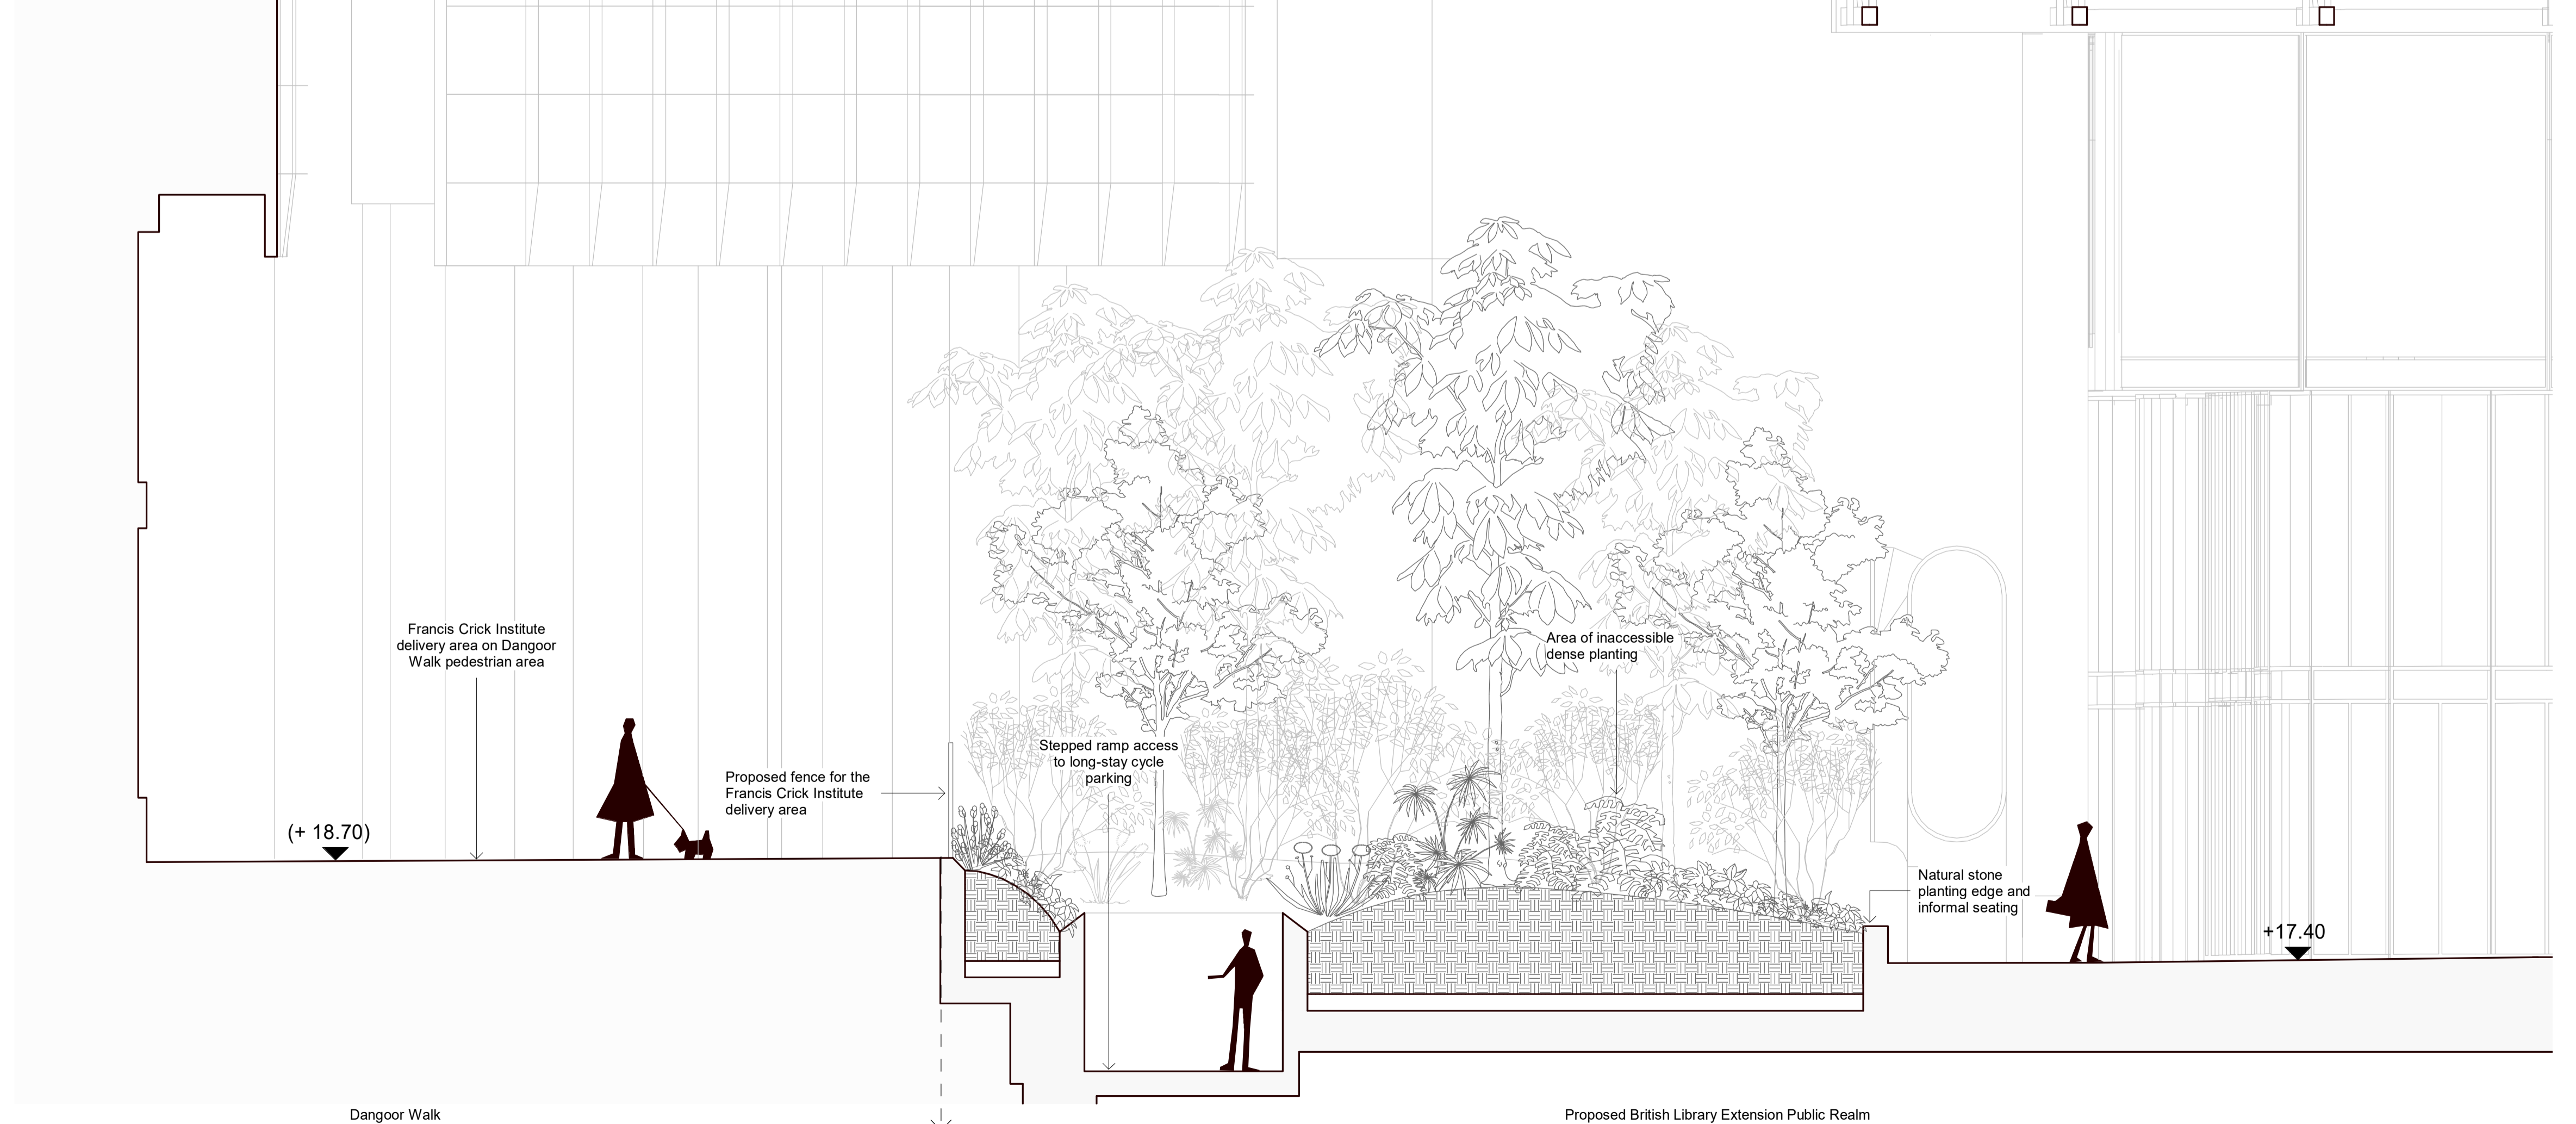 Francis Crick Institute
delivery area on Dangoor
Walk pedestrian area
(+ 18.70)
Proposed fence for the
Francis Crick Institute
delivery area
Stepped ramp access
to long-stay cycle
parking
Area of inaccessible
dense planting
Natural stone
planting edge and
informal seating
+17.40
Dangoor Walk
Proposed British Library Extension Public Realm